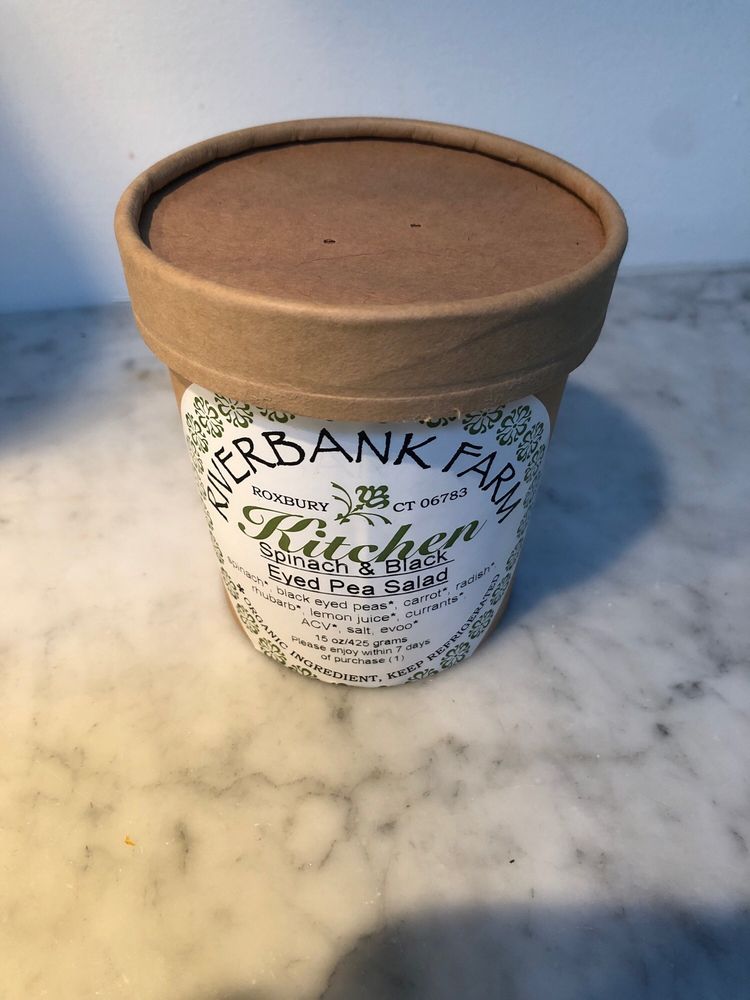 RIVERBANK FARM
ROXBURY CT 06783
Kitchen
Spinach & Black
Eyed Pea Salad
spinach*, black eyed peas*, carrot*, radish*,
rhubarb*, lemon juice*, currants*,
ACV*, salt, evoo*
15 oz/425 grams
Please enjoy within 7 days
of purchase (1)
* ORGANIC INGREDIENT, KEEP REFRIGERATED